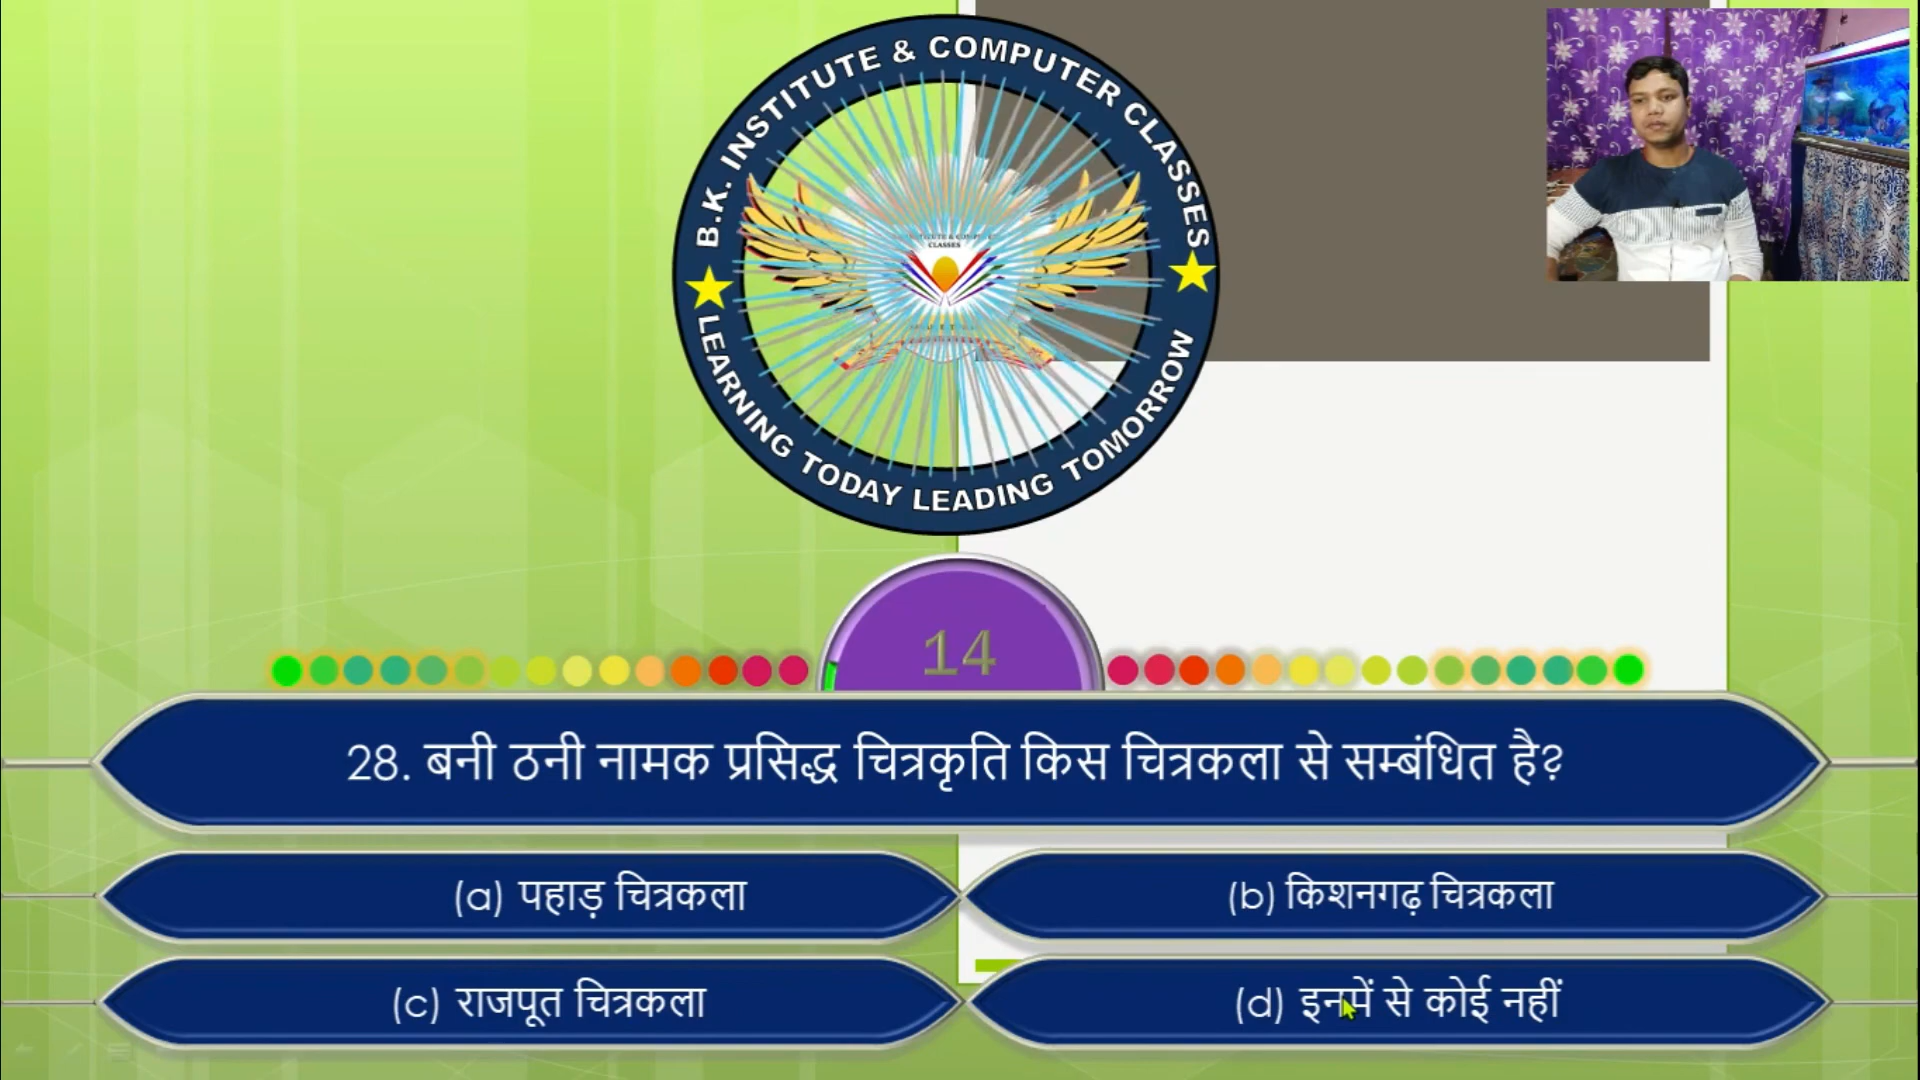 B.K. INSTITUTE & COMPUTER CLASSES
CLASSES
LEARNING TODAY LEADING TOMORROW
14
28. बनी ठनी नामक प्रसिद्ध चित्रकृति किस चित्रकला से सम्बंधित है?
(a) पहाड़ चित्रकला
(b) किशनगढ़ चित्रकला
(c) राजपूत चित्रकला
(d) इनमें से कोई नहीं